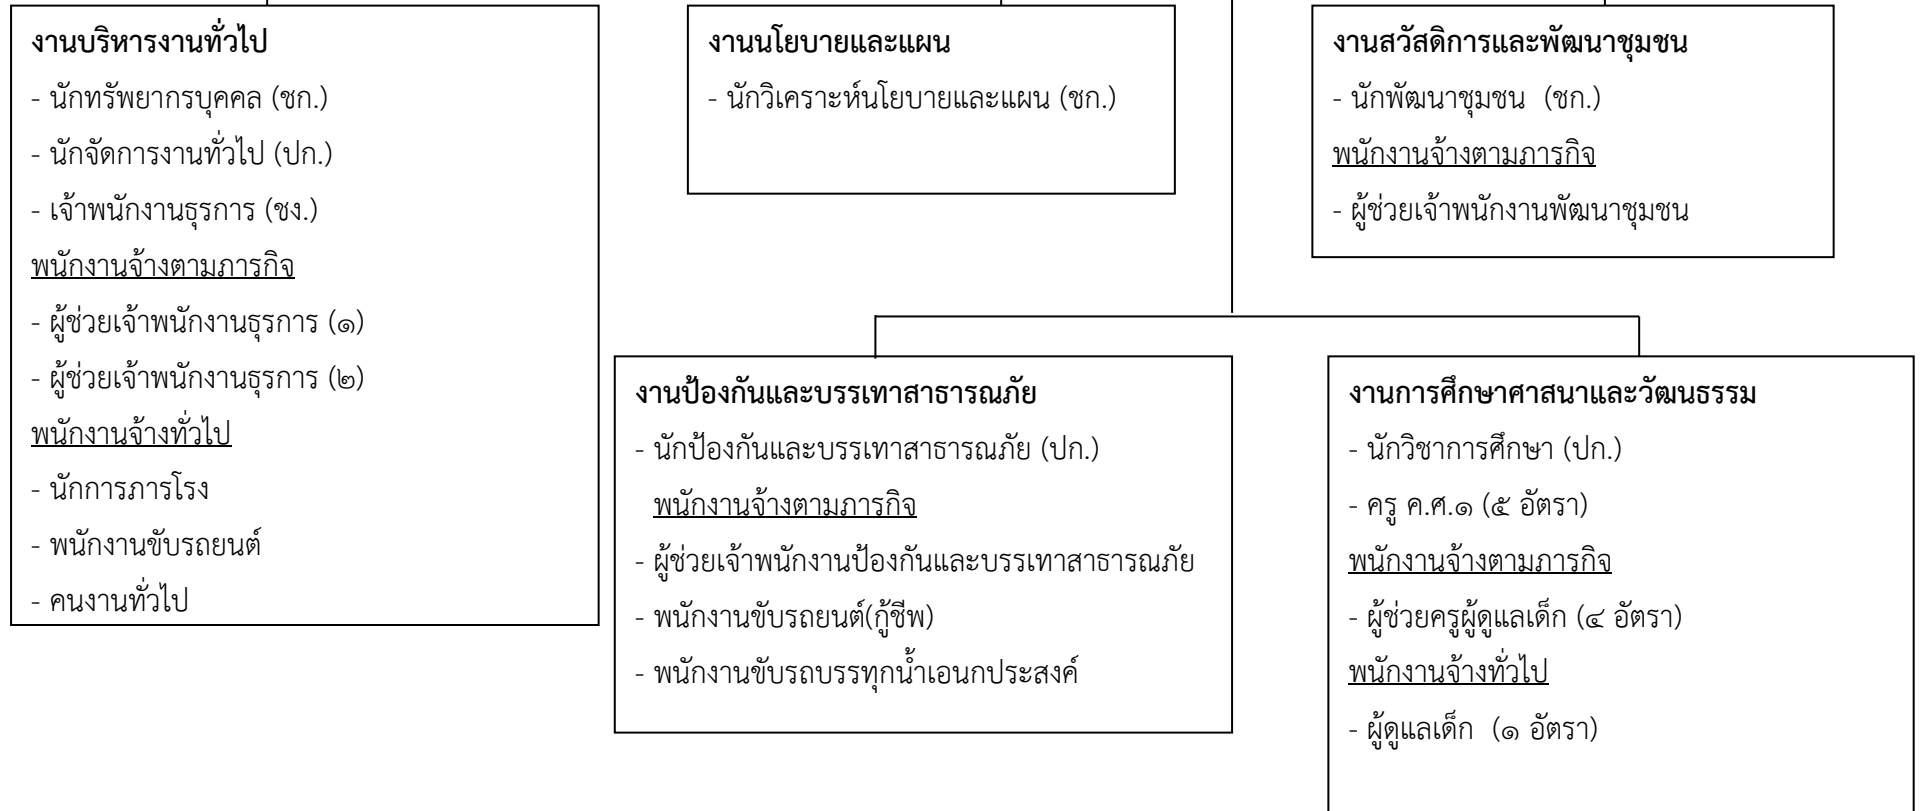 งานบริหารงานทั่วไป
- นักทรัพยากรบุคคล (ชก.)
- นักจัดการงานทั่วไป (ปก.)
- เจ้าพนักงานธุรการ (ชง.)
พนักงานจ้างตามภารกิจ
- ผู้ช่วยเจ้าพนักงานธุรการ (๑)
- ผู้ช่วยเจ้าพนักงานธุรการ (๒)
พนักงานจ้างทั่วไป
- นักการภารโรง
- พนักงานขับรถยนต์
- คนงานทั่วไป
งานนโยบายและแผน
- นักวิเคราะห์นโยบายและแผน (ชก.)
งานสวัสดิการและพัฒนาชุมชน
- นักพัฒนาชุมชน (ชก.)
พนักงานจ้างตามภารกิจ
- ผู้ช่วยเจ้าพนักงานพัฒนาชุมชน
งานป้องกันและบรรเทาสาธารณภัย
- นักป้องกันและบรรเทาสาธารณภัย (ปก.)
พนักงานจ้างตามภารกิจ
- ผู้ช่วยเจ้าพนักงานป้องกันและบรรเทาสาธารณภัย
- พนักงานขับรถยนต์(กู้ชีพ)
- พนักงานขับรถบรรทุกน้ำเอนกประสงค์
งานการศึกษาศาสนาและวัฒนธรรม
- นักวิชาการศึกษา (ปก.)
- ครู ค.ศ.๑ (๕ อัตรา)
พนักงานจ้างตามภารกิจ
- ผู้ช่วยครูผู้ดูแลเด็ก (๔ อัตรา)
พนักงานจ้างทั่วไป
- ผู้ดูแลเด็ก (๑ อัตรา)